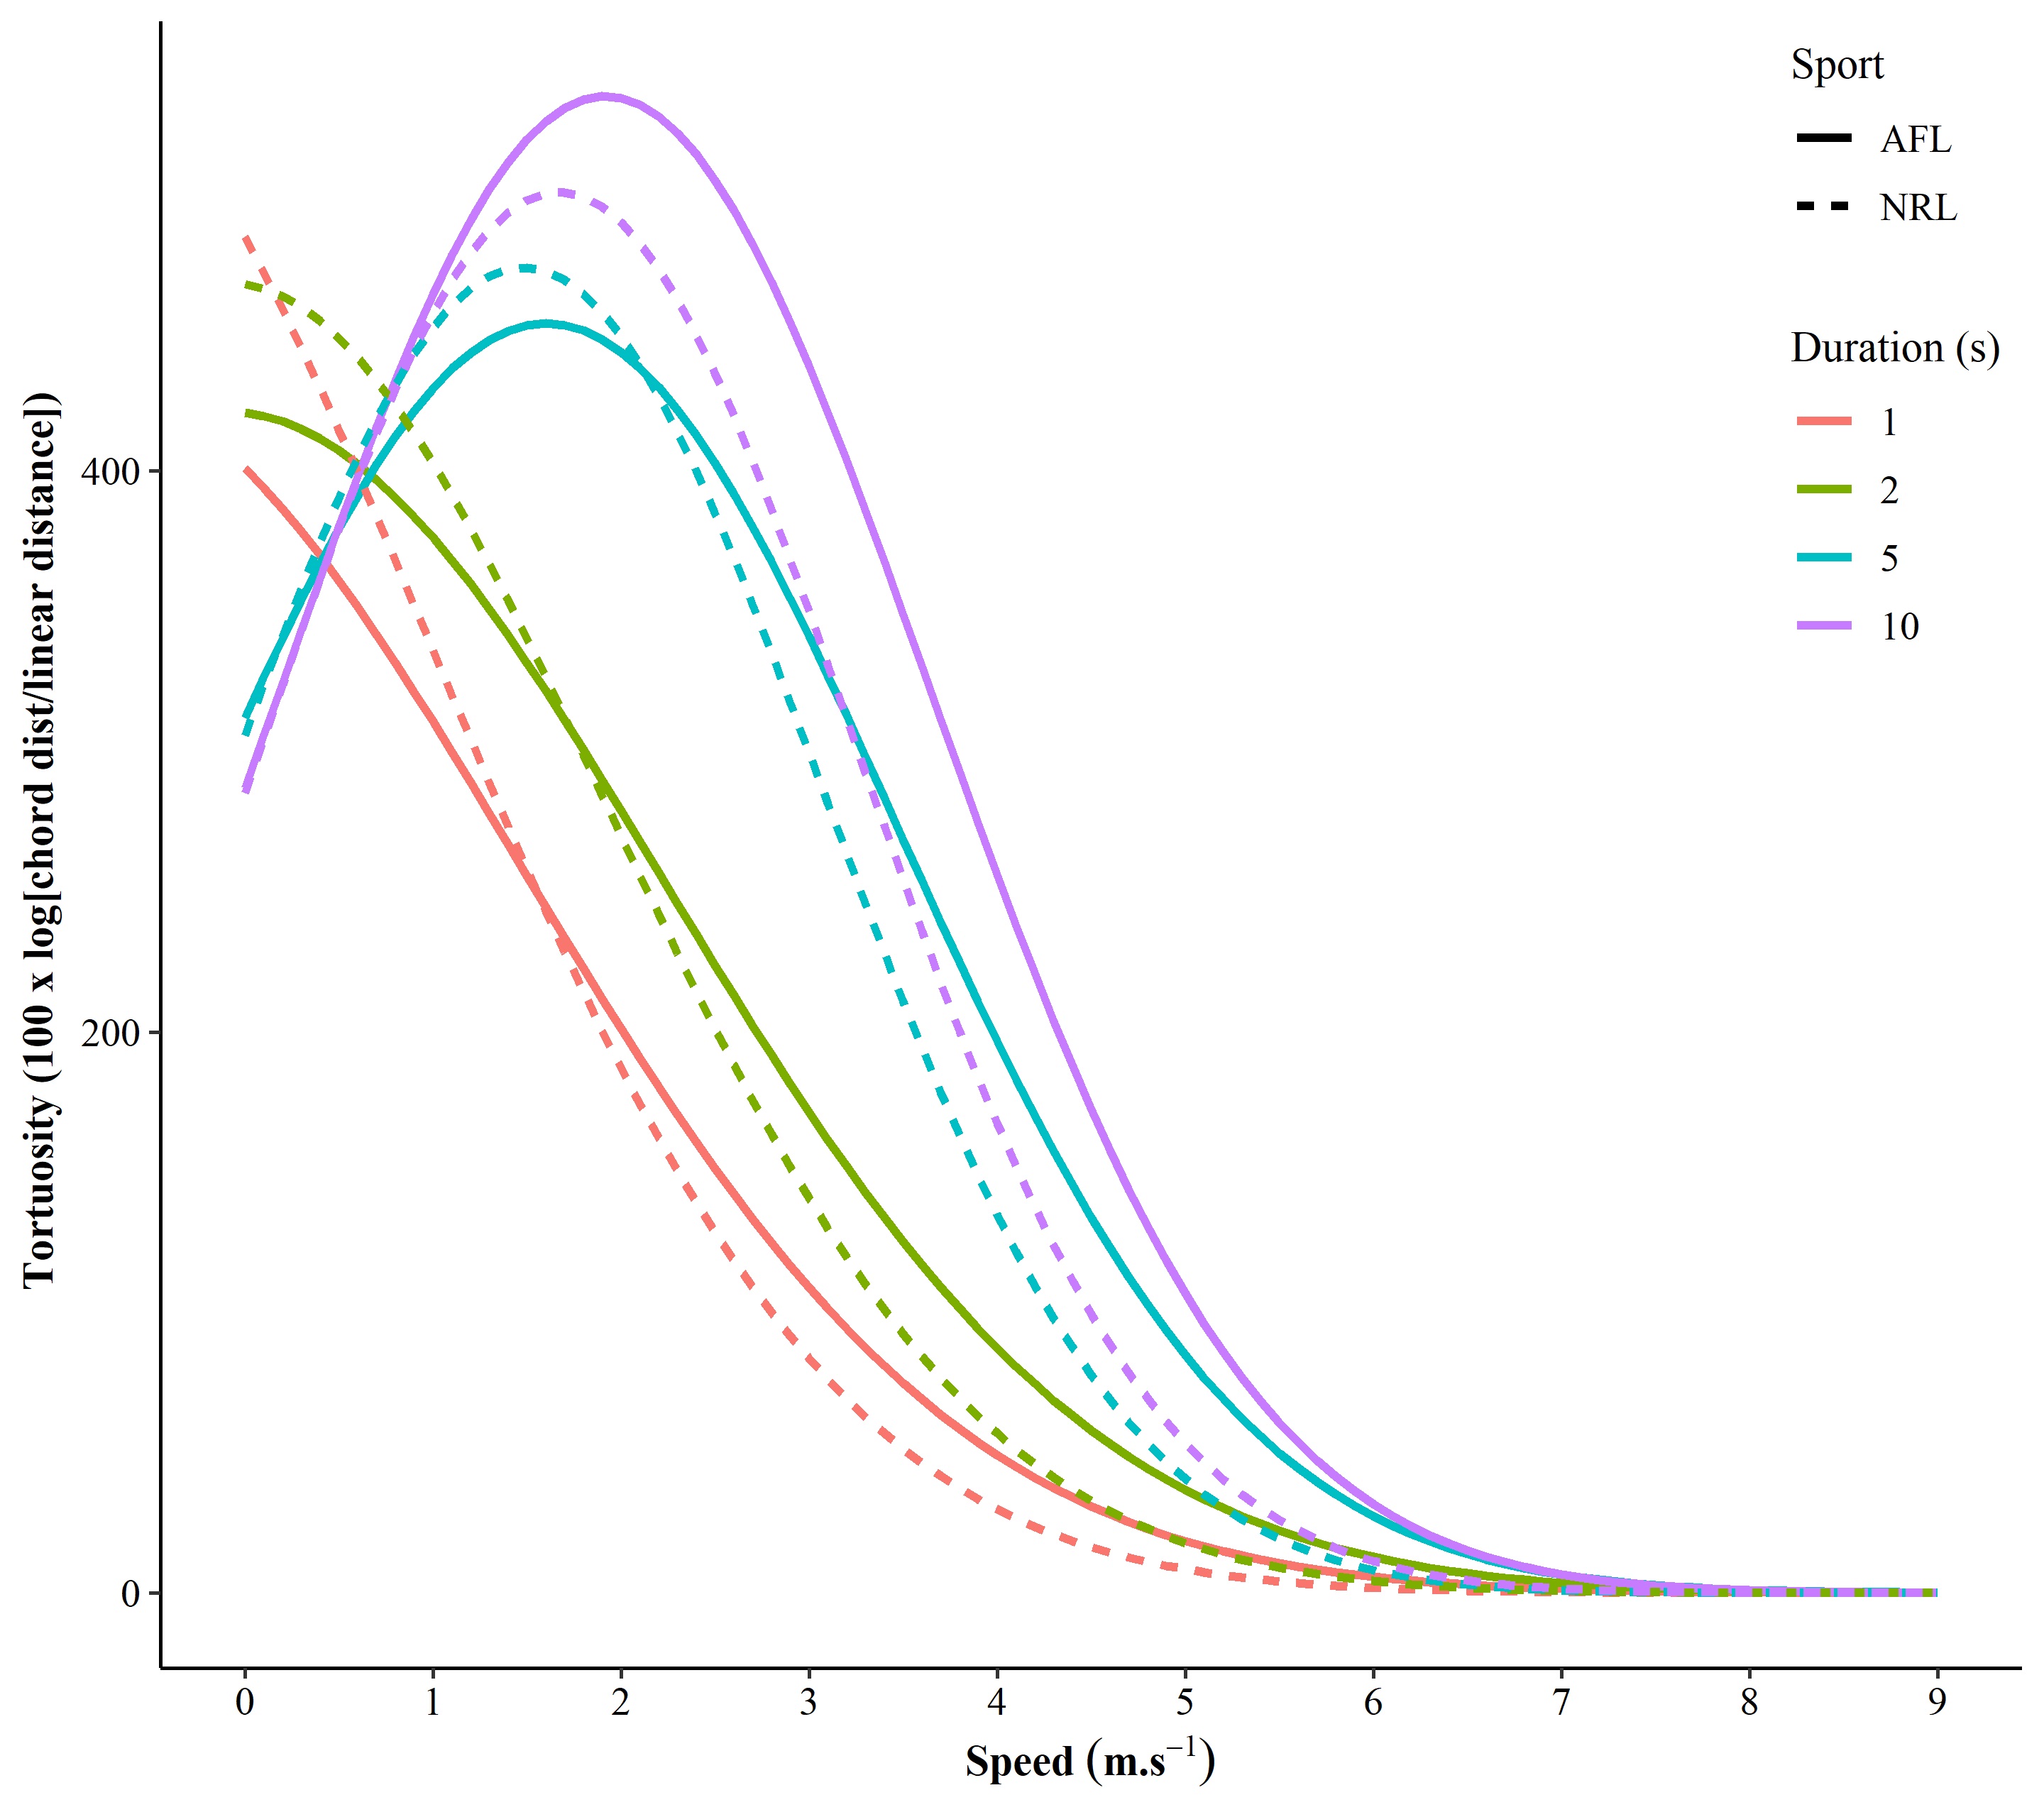 Sport
AFL
NRL
Duration (s)
1
2
5
10
Tortuosity (100 x log[chord dist/linear distance])
400
200
0
0 1 2 3 4 5 6 7 8 9
Speed (m.s⁻¹)